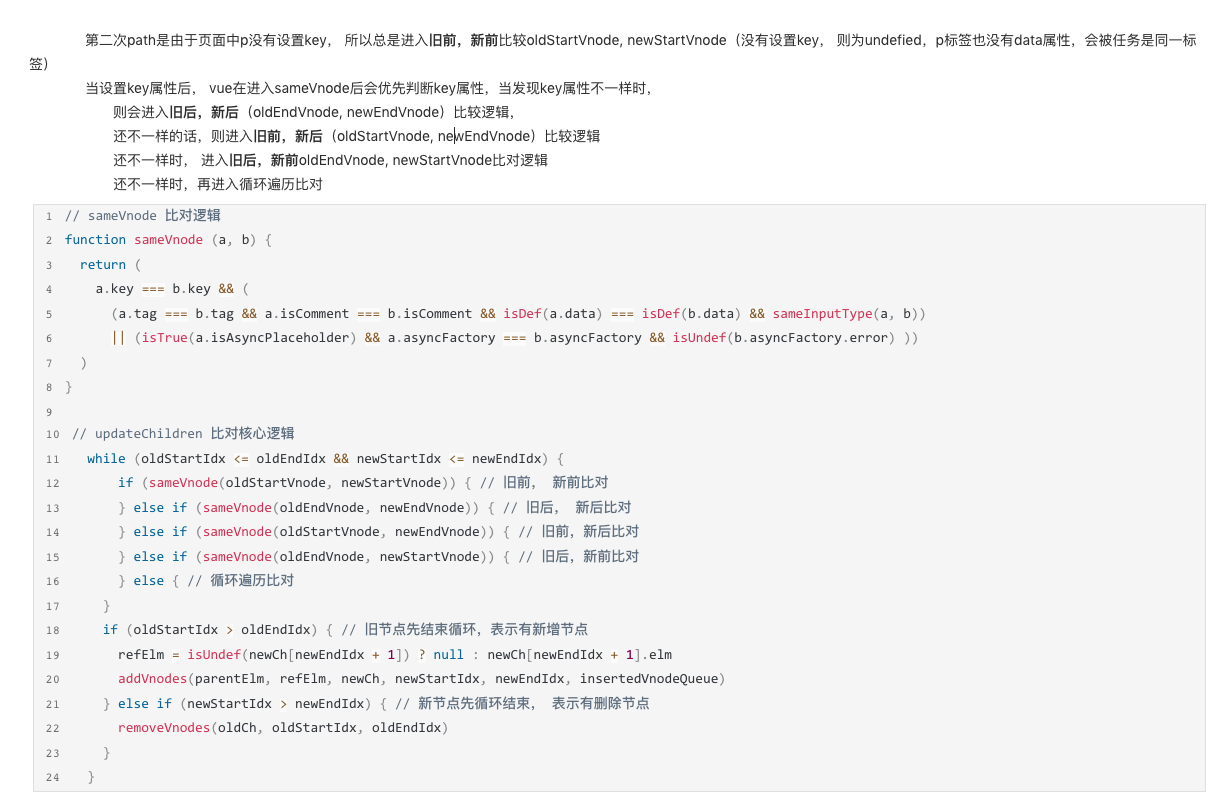 第二次path是由于页面中p没有设置key， 所以总是进入旧前，新前比较oldStartVnode, newStartVnode（没有设置key， 则为undefied，p标签也没有data属性，会被任务是同一标
签）
当设置key属性后， vue在进入sameVnode后会优先判断key属性，当发现key属性不一样时，
则会进入旧后，新后（oldEndVnode, newEndVnode）比较逻辑，
还不一样的话，则进入旧前，新后（oldStartVnode, newEndVnode）比较逻辑
还不一样时， 进入旧后，新前oldEndVnode, newStartVnode比对逻辑
还不一样时，再进入循环遍历比对
1 // sameVnode 比对逻辑
2 function sameVnode (a, b) {
3   return (
4     a.key === b.key && (
5       (a.tag === b.tag && a.isComment === b.isComment && isDef(a.data) === isDef(b.data) && sameInputType(a, b))
6       || (isTrue(a.isAsyncPlaceholder) && a.asyncFactory === b.asyncFactory && isUndef(b.asyncFactory.error) ))
7   )
8 }
9
10 // updateChildren 比对核心逻辑
11   while (oldStartIdx <= oldEndIdx && newStartIdx <= newEndIdx) {
12       if (sameVnode(oldStartVnode, newStartVnode)) { // 旧前， 新前比对
13       } else if (sameVnode(oldEndVnode, newEndVnode)) { // 旧后， 新后比对
14       } else if (sameVnode(oldStartVnode, newEndVnode)) { // 旧前，新后比对
15       } else if (sameVnode(oldEndVnode, newStartVnode)) { // 旧后，新前比对
16       } else { // 循环遍历比对
17     }
18     if (oldStartIdx > oldEndIdx) { // 旧节点先结束循环，表示有新增节点
19       refElm = isUndef(newCh[newEndIdx + 1]) ? null : newCh[newEndIdx + 1].elm
20       addVnodes(parentElm, refElm, newCh, newStartIdx, newEndIdx, insertedVnodeQueue)
21     } else if (newStartIdx > newEndIdx) { // 新节点先循环结束， 表示有删除节点
22       removeVnodes(oldCh, oldStartIdx, oldEndIdx)
23     }
24   }